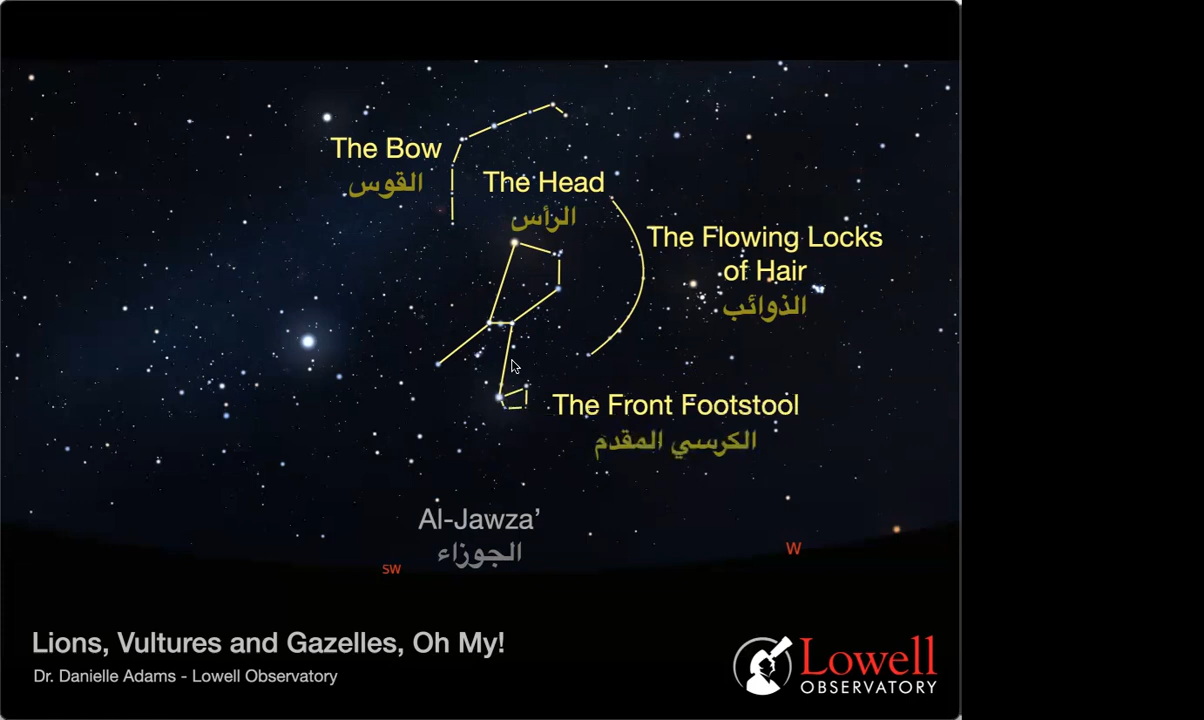 The Bow
القوس
The Head
الرأس
The Flowing Locks
of Hair
الذوائب
The Front Footstool
الكرسي المقدم
Al-Jawza’
الجوزاء
SW
W
Lions, Vultures and Gazelles, Oh My!
Dr. Danielle Adams - Lowell Observatory
Lowell
OBSERVATORY